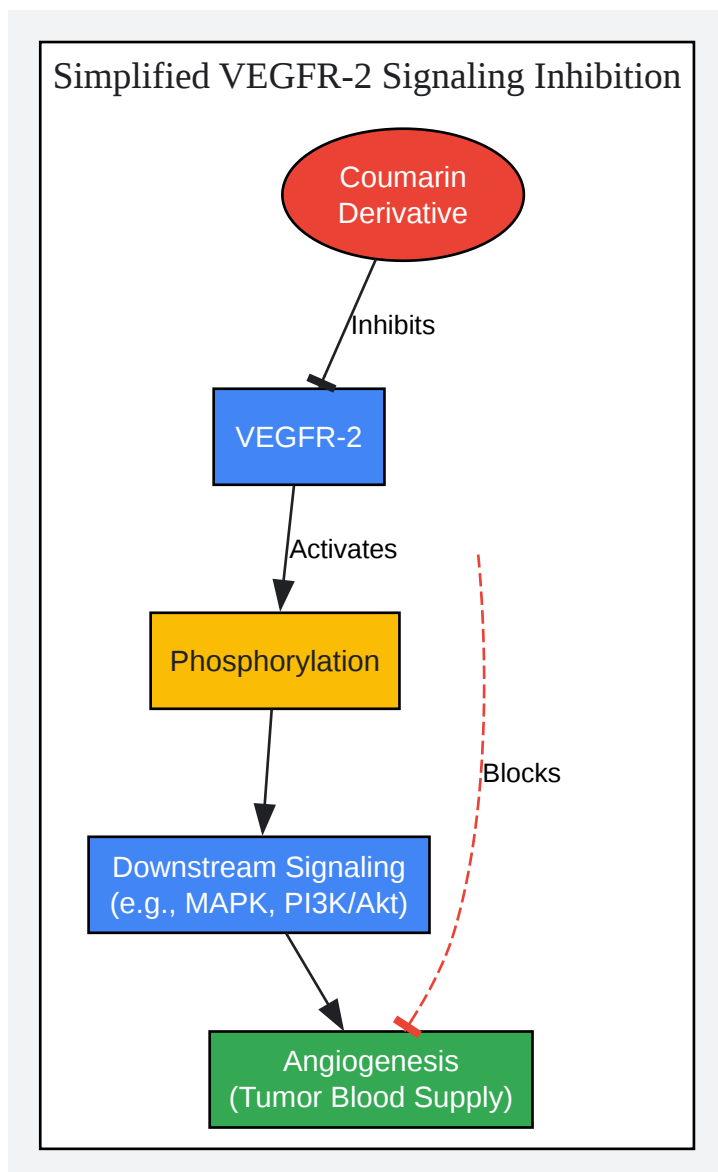 Simplified VEGFR-2 Signaling Inhibition
Coumarin
Derivative
Inhibits
VEGFR-2
Activates
Phosphorylation
Blocks
Downstream Signaling
(e.g., MAPK, PI3K/Akt)
Angiogenesis
(Tumor Blood Supply)